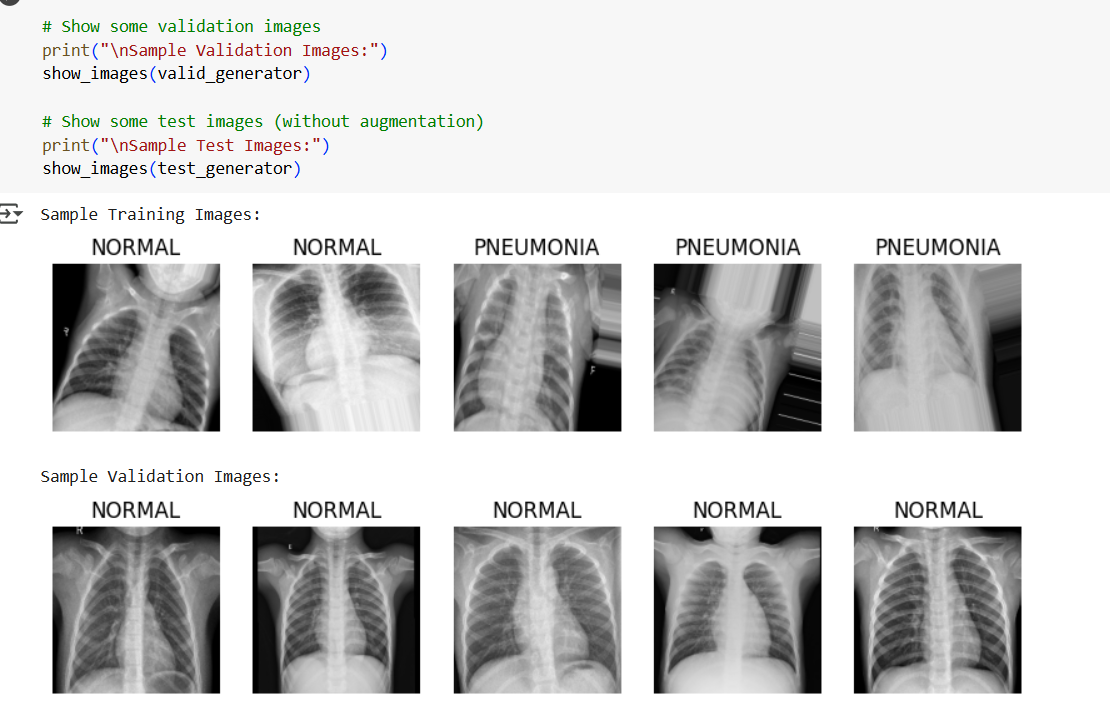 # Show some validation images
print("\nSample Validation Images:")
show_images(valid_generator)
# Show some test images (without augmentation)
print("\nSample Test Images:")
show_images(test_generator)
Sample Training Images:
NORMAL NORMAL PNEUMONIA PNEUMONIA PNEUMONIA
Sample Validation Images:
NORMAL NORMAL NORMAL NORMAL NORMAL
R